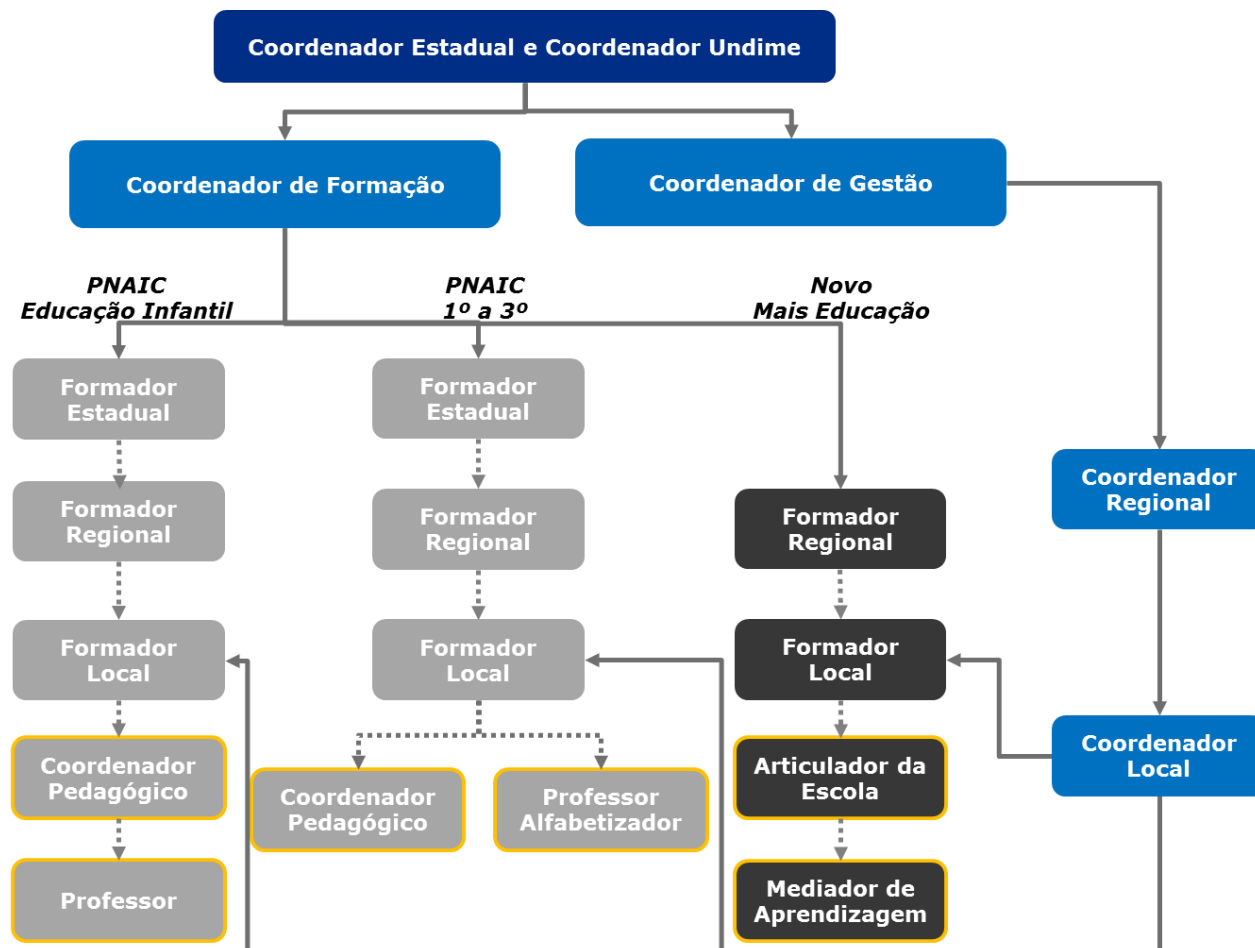 Coordenador Estadual e Coordenador Undime
Coordenador de Formação
Coordenador de Gestão
PNAIC
Educação Infantil
PNAIC
1º a 3º
Novo
Mais Educação
Formador
Estadual
Formador
Estadual
Formador
Regional
Formador
Regional
Formador
Regional
Coordenador
Regional
Formador
Local
Formador
Local
Formador
Local
Coordenador
Local
Coordenador
Pedagógico
Coordenador
Pedagógico
Professor
Alfabetizador
Articulador da
Escola
Professor
Mediador de
Aprendizagem